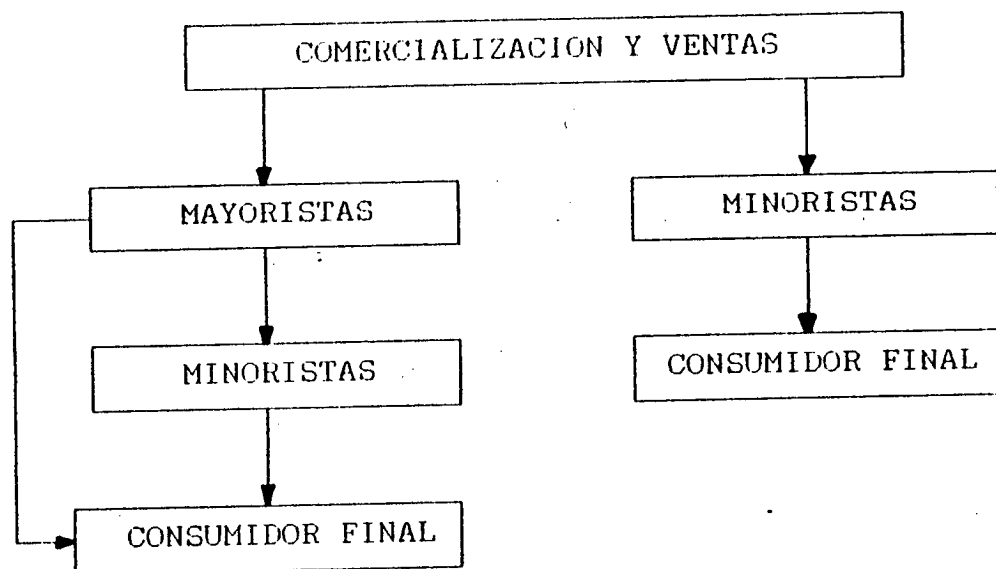 COMERCIALIZACION Y VENTAS
MAYORISTAS
MINORISTAS
MINORISTAS
CONSUMIDOR FINAL
CONSUMIDOR FINAL